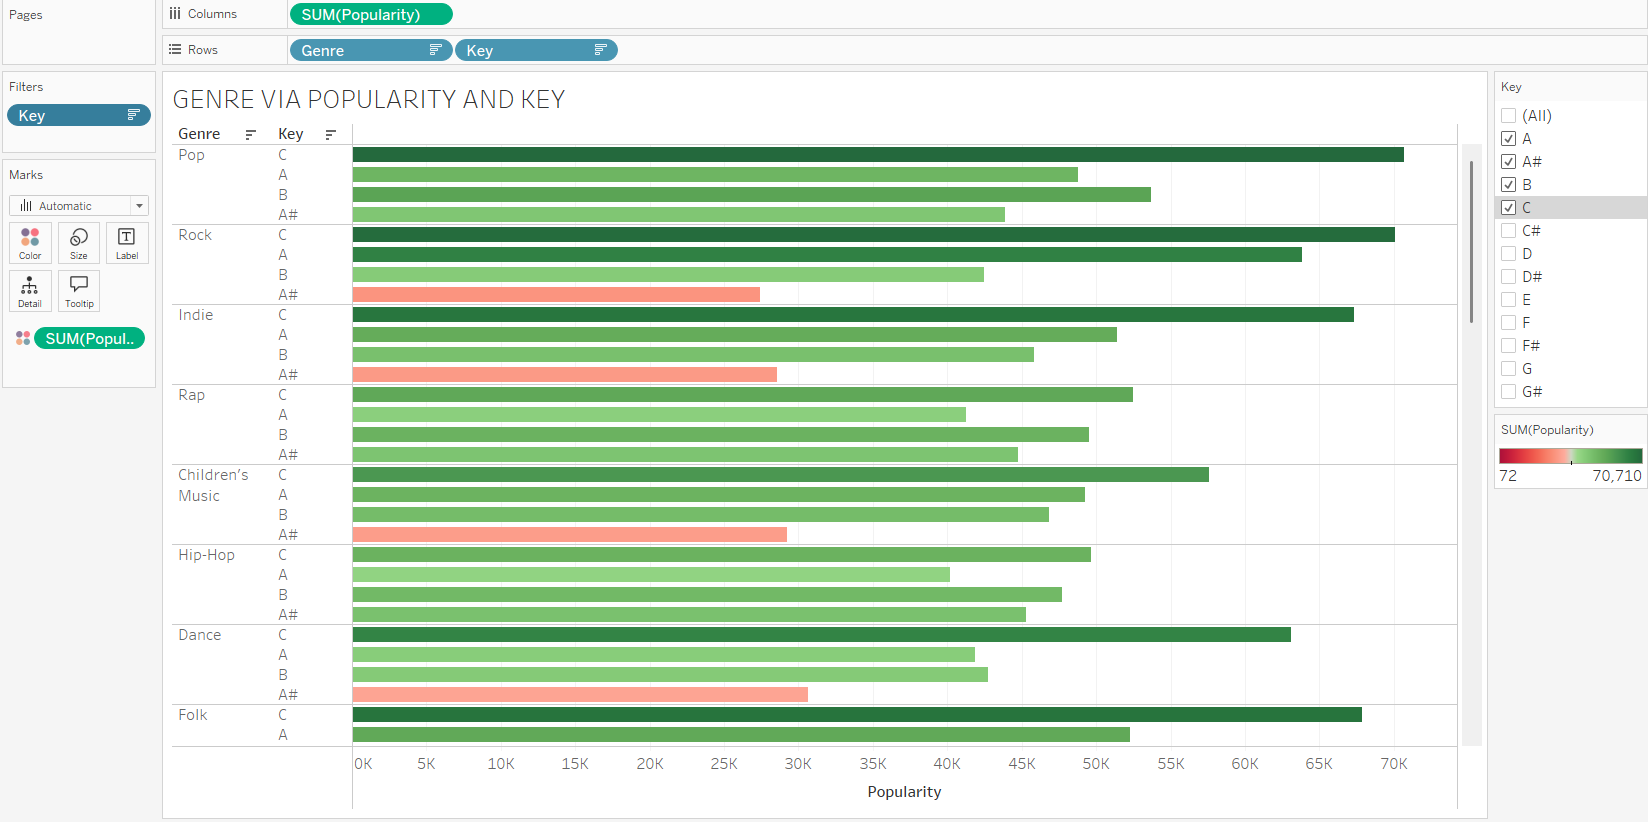 Pages
Columns
SUM(Popularity)
Rows
Genre
Key
Filters
Key
Marks
Automatic
Color
Size
Label
Detail
Tooltip
SUM(Popul..
GENRE VIA POPULARITY AND KEY
Genre Key
Pop C
A
B
A#
Rock C
A
B
A#
Indie C
A
B
A#
Rap C
A
B
A#
Children's C
Music A
B
A#
Hip-Hop C
A
B
A#
Dance C
A
B
A#
Folk C
A
0K 5K 10K 15K 20K 25K 30K 35K 40K 45K 50K 55K 60K 65K 70K
Popularity
Key
(All)
A
A#
B
C
C#
D
D#
E
F
F#
G
G#
SUM(Popularity)
72 70,710